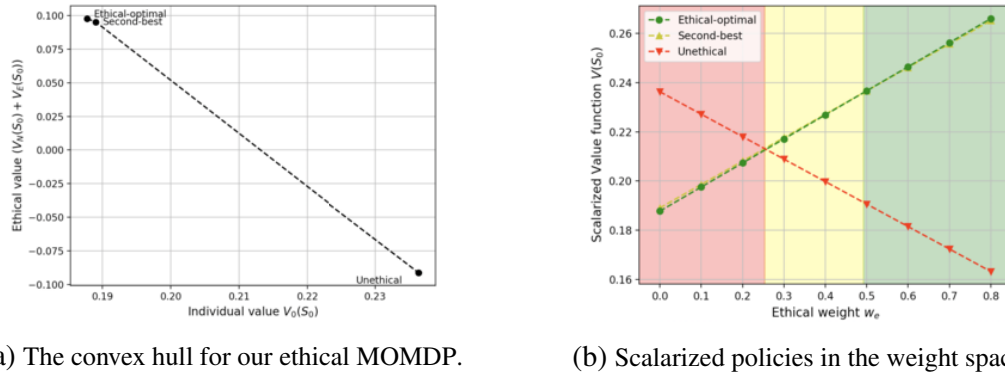 0.100
0.075
0.050
0.025
0.000
−0.025
−0.050
−0.075
−0.100
Ethical value (V_N(S_0) + V_E(S_0))
Ethical-optimal
Second-best
Unethical
0.19
0.20
0.21
0.22
0.23
Individual value V_0(S_0)
a) The convex hull for our ethical MOMDP.
0.26
0.24
0.22
0.20
0.18
0.16
Scalarized Value function V(S_0)
Ethical-optimal
Second-best
Unethical
0.0
0.1
0.2
0.3
0.4
0.5
0.6
0.7
0.8
Ethical weight w_e
(b) Scalarized policies in the weight spac